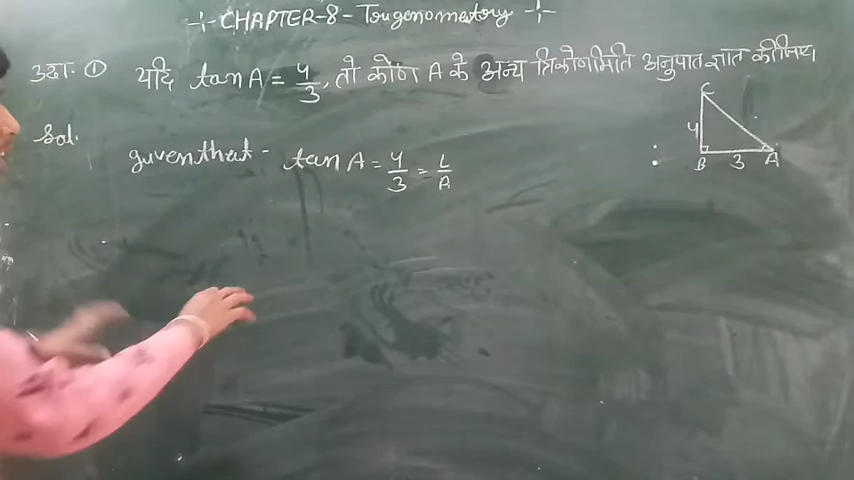 CHAPTER-8-Trigonometry
उदा. ① यदि tan A = 4/3, तो कोण A के अन्य त्रिकोणमिति अनुपात ज्ञात कीजिए।
Sol.
given that - tan A = 4/3 = L/A
C
4
B 3 A